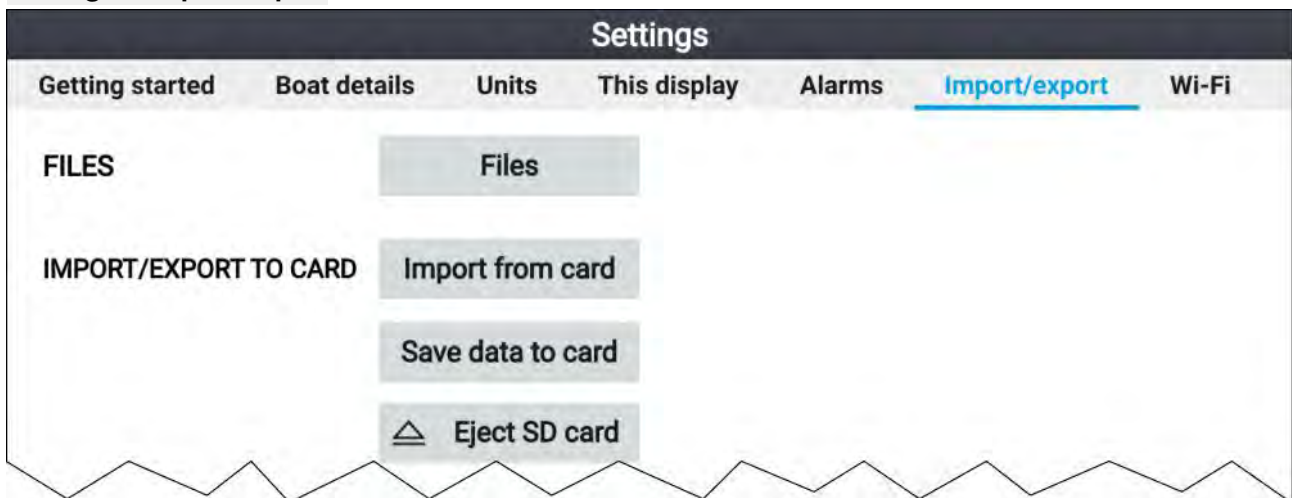 Settings
Getting started Boat details Units This display Alarms Import/export Wi-Fi
FILES Files
IMPORT/EXPORT TO CARD Import from card
Save data to card
Eject SD card